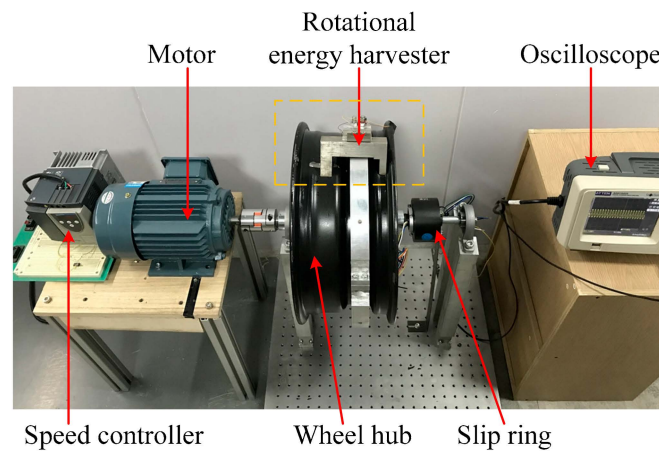 Rotational
Motor
energy harvester
Oscilloscope
Speed controller
Wheel hub
Slip ring